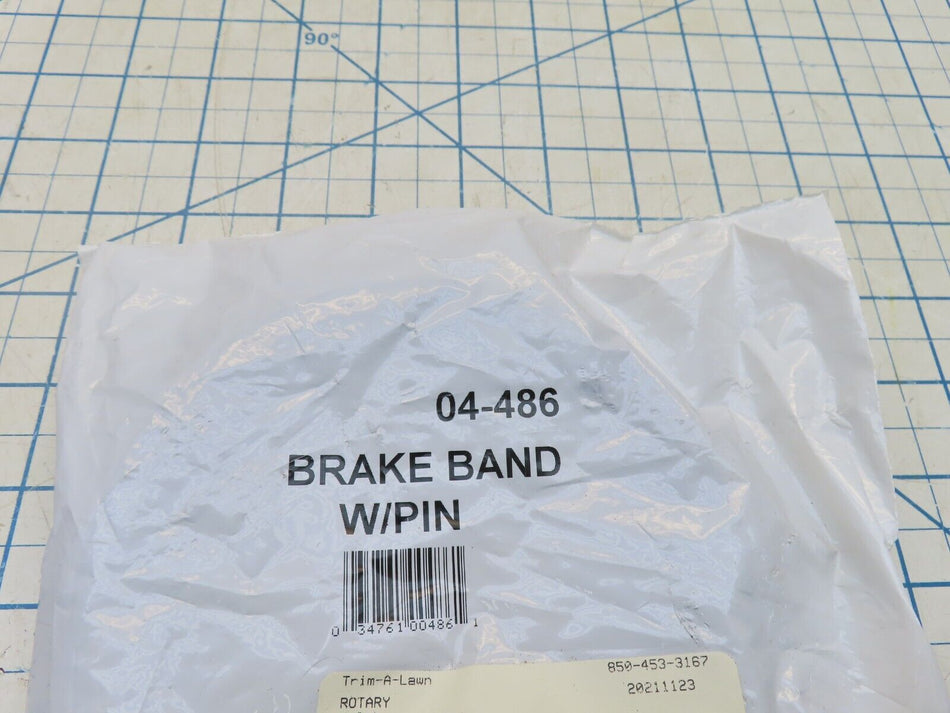 90°
04-486
BRAKE BAND
W/PIN
0 34761 00486 1
Trim-A-Lawn 850-453-3167
ROTARY 20211123